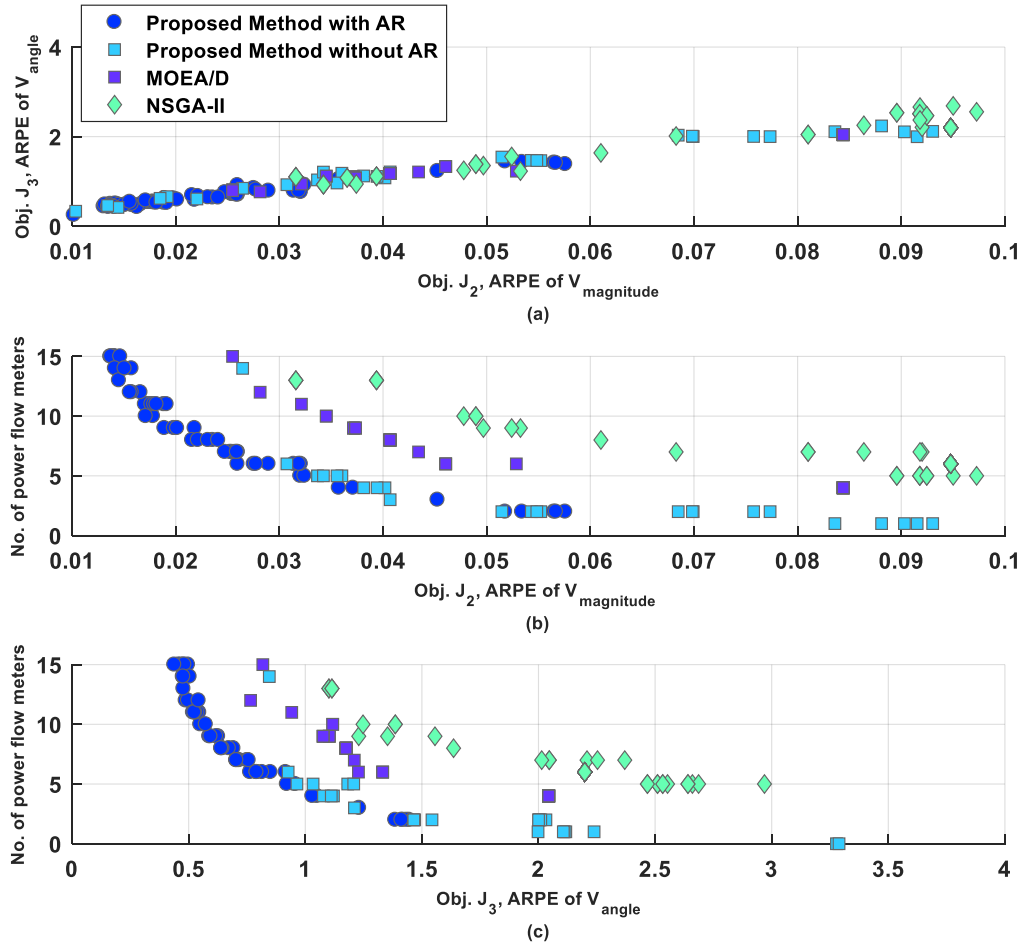 Proposed Method with AR
Proposed Method without AR
MOEA/D
NSGA-II
Obj. J3, ARPE of Vangle
4
2
0
0.01 0.02 0.03 0.04 0.05 0.06 0.07 0.08 0.09 0.1
Obj. J2, ARPE of Vmagnitude
(a)
No. of power flow meters
15
10
5
0
0.01 0.02 0.03 0.04 0.05 0.06 0.07 0.08 0.09 0.1
Obj. J2, ARPE of Vmagnitude
(b)
No. of power flow meters
15
10
5
0
0 0.5 1 1.5 2 2.5 3 3.5 4
Obj. J3, ARPE of Vangle
(c)